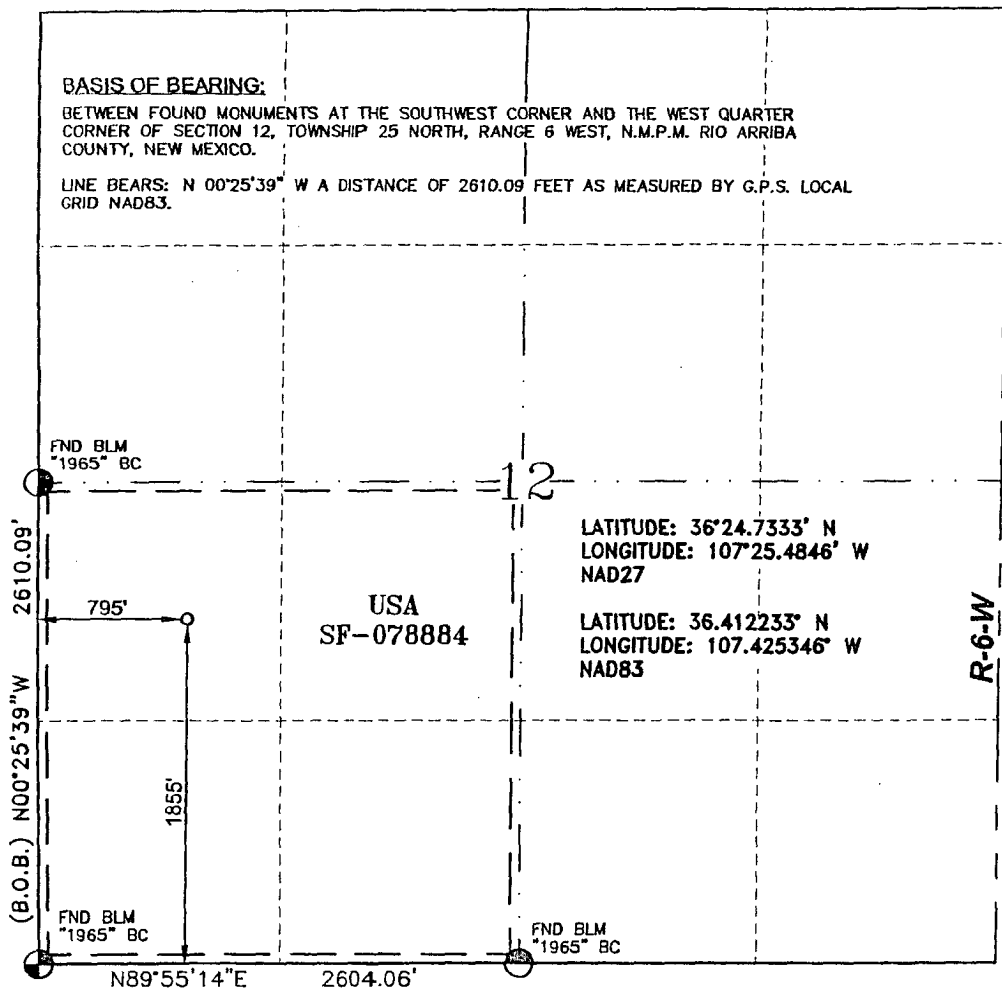 BASIS OF BEARING:
BETWEEN FOUND MONUMENTS AT THE SOUTHWEST CORNER AND THE WEST QUARTER
CORNER OF SECTION 12, TOWNSHIP 25 NORTH, RANGE 6 WEST, N.M.P.M. RIO ARRIBA
COUNTY, NEW MEXICO.
LINE BEARS: N 00°25'39" W A DISTANCE OF 2610.09 FEET AS MEASURED BY G.P.S. LOCAL
GRID NAD83.
FND BLM
"1965" BC
12
LATITUDE: 36°24.7333' N
LONGITUDE: 107°25.4846' W
NAD27
LATITUDE: 36.412233° N
LONGITUDE: 107.425346° W
NAD83
USA
SF-078884
795'
1855'
R-6-W
(B.O.B.) N00°25'39"W 2610.09'
FND BLM
"1965" BC
FND BLM
"1965" BC
N89°55'14"E 2604.06'